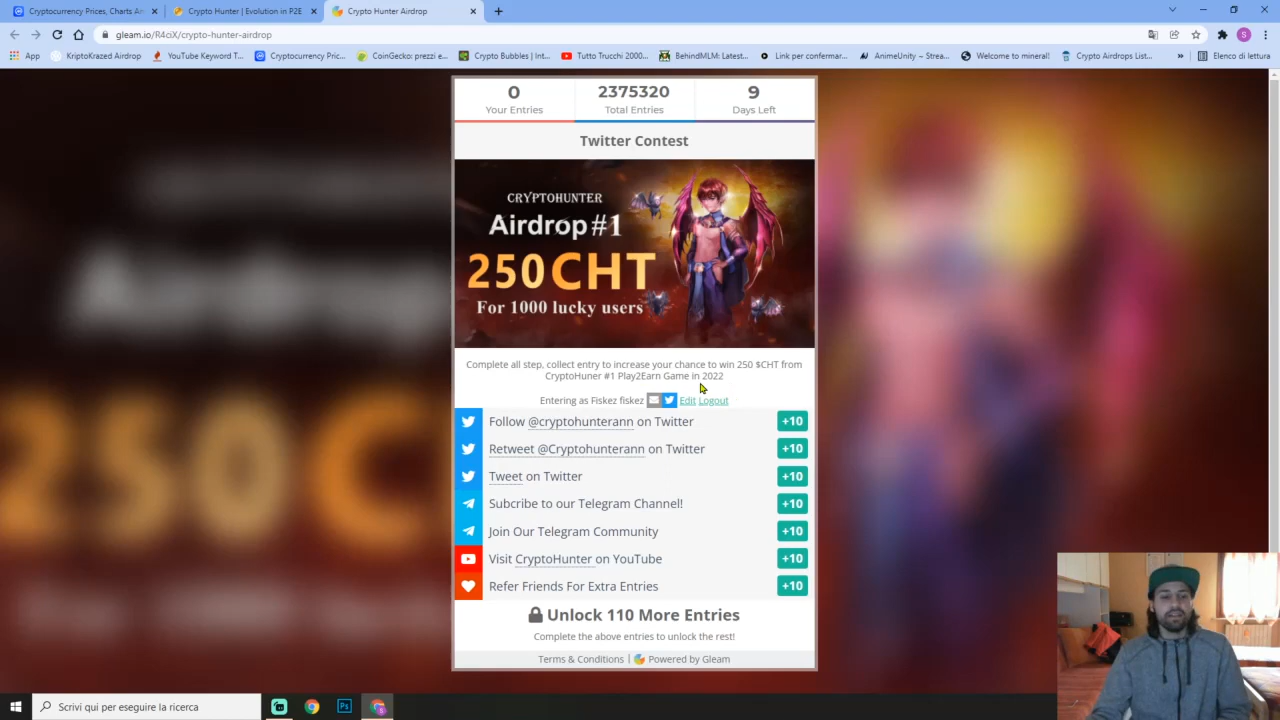 Cryptocurrency Prices, Charts An
Crypto Hunter | Evolution in P2E
Crypto Hunter Airdrop
gleam.io/R4ciX/crypto-hunter-airdrop
S
App
KriptoKrazed Airdrop
YouTube Keyword T...
Cryptocurrency Pric...
CoinGecko: prezzi e...
Crypto Bubbles | Int...
Tutto Trucchi 2000...
BehindMLM: Latest...
Link per confermar...
AnimeUnity ~ Strea...
Welcome to mineral!
Crypto Airdrops List...
»
Elenco di lettura
0
2375320
9
Your Entries
Total Entries
Days Left
Twitter Contest
CRYPTOHUNTER
Airdrop #1
250CHT
For 1000 lucky users
Complete all step, collect entry to increase your chance to win 250 $CHT from
CryptoHuner #1 Play2Earn Game in 2022
Entering as Fiskez fiskez Edit Logout
Follow @cryptohunterann on Twitter +10
Retweet @Cryptohunterann on Twitter +10
Tweet on Twitter +10
Subcribe to our Telegram Channel! +10
Join Our Telegram Community +10
Visit CryptoHunter on YouTube +10
Refer Friends For Extra Entries +10
Unlock 110 More Entries
Complete the above entries to unlock the rest!
Terms & Conditions | Powered by Gleam
Scrivi qui per eseguire la ricerca
Ps